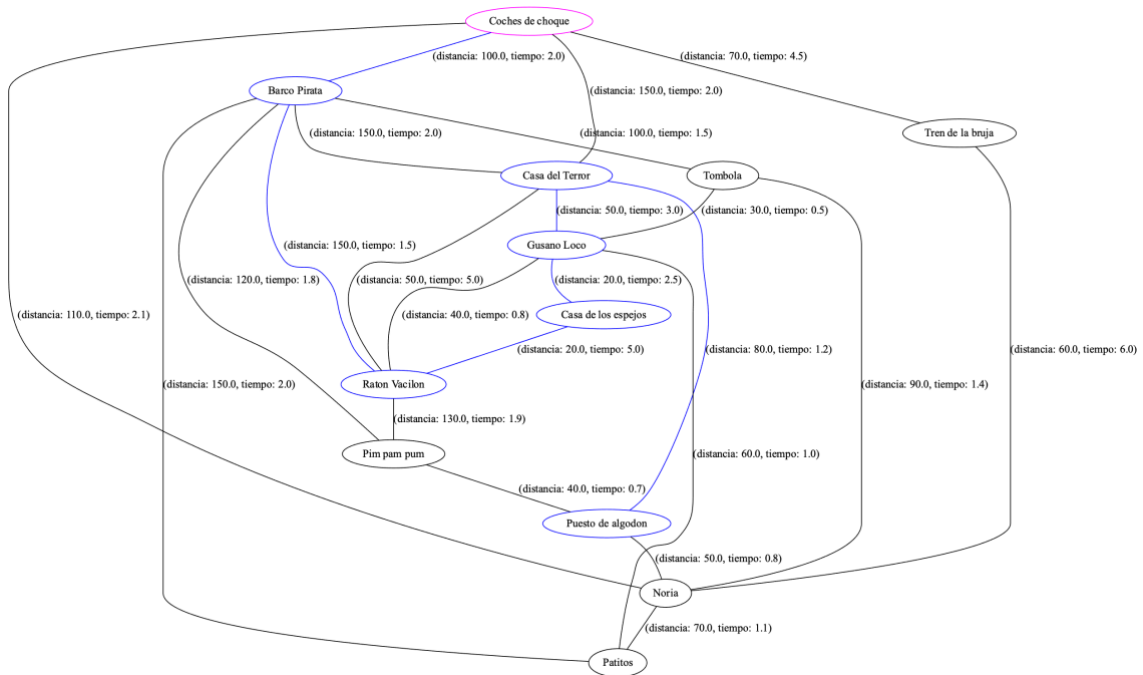 Coches de choque
(distancia: 100.0, tiempo: 2.0)
(distancia: 70.0, tiempo: 4.5)
Barco Pirata
(distancia: 150.0, tiempo: 2.0)
(distancia: 150.0, tiempo: 2.0)
(distancia: 100.0, tiempo: 1.5)
Tren de la bruja
Casa del Terror
Tombola
(distancia: 50.0, tiempo: 3.0)
(distancia: 30.0, tiempo: 0.5)
Gusano Loco
(distancia: 150.0, tiempo: 1.5)
(distancia: 120.0, tiempo: 1.8)
(distancia: 50.0, tiempo: 5.0)
(distancia: 20.0, tiempo: 2.5)
(distancia: 110.0, tiempo: 2.1)
(distancia: 40.0, tiempo: 0.8)
Casa de los espejos
(distancia: 20.0, tiempo: 5.0)
(distancia: 80.0, tiempo: 1.2)
(distancia: 60.0, tiempo: 6.0)
(distancia: 150.0, tiempo: 2.0)
Raton Vacilon
(distancia: 90.0, tiempo: 1.4)
(distancia: 130.0, tiempo: 1.9)
Pim pam pum
(distancia: 60.0, tiempo: 1.0)
(distancia: 40.0, tiempo: 0.7)
Puesto de algodon
(distancia: 50.0, tiempo: 0.8)
Noria
(distancia: 70.0, tiempo: 1.1)
Patitos